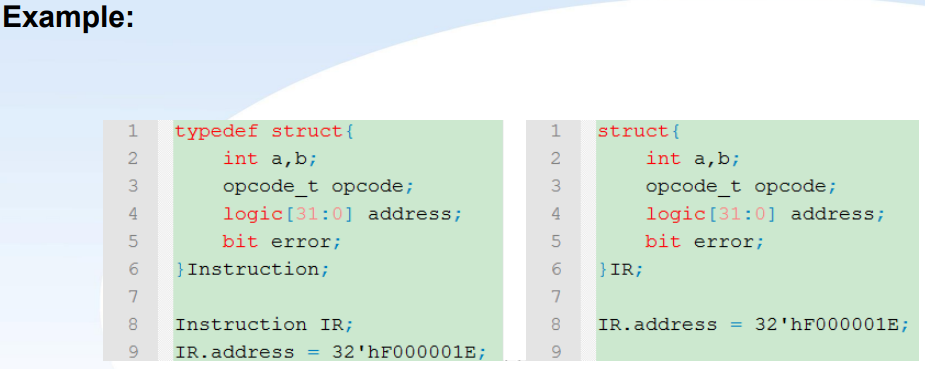 Example:
1 typedef struct{
2 int a,b;
3 opcode_t opcode;
4 logic[31:0] address;
5 bit error;
6 }Instruction;
7
8 Instruction IR;
9 IR.address = 32'hF000001E;
1 struct{
2 int a,b;
3 opcode_t opcode;
4 logic[31:0] address;
5 bit error;
6 }IR;
7
8 IR.address = 32'hF000001E;
9